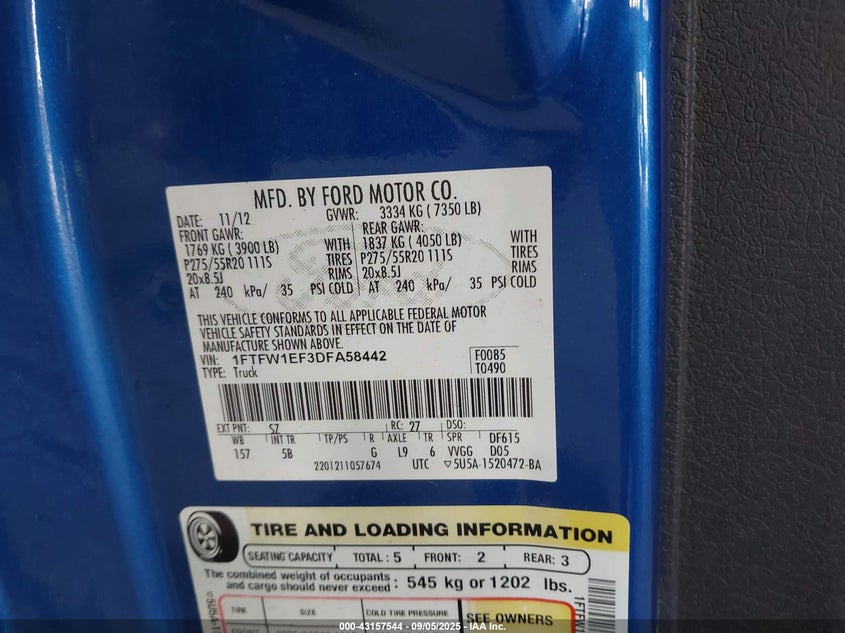 MFD. BY FORD MOTOR CO.
DATE: 11/12 GVWR: 3334 KG ( 7350 LB)
FRONT GAWR: REAR GAWR:
1769 KG ( 3900 LB) WITH 1837 KG ( 4050 LB) WITH
P275/55R20 111S TIRES P275/55R20 111S TIRES
20x8.5J RIMS 20x8.5J RIMS
AT 240 kPa/ 35 PSI COLD AT 240 kPa/ 35 PSI COLD
THIS VEHICLE CONFORMS TO ALL APPLICABLE FEDERAL MOTOR
VEHICLE SAFETY STANDARDS IN EFFECT ON THE DATE OF
MANUFACTURE SHOWN ABOVE.
VIN: 1FTFW1EF3DFA58442 F0085
TYPE: Truck T0490
EXT PNT: SZ RC: 27 DSO:
WB INT TR TP/PS R AXLE TR SPR DF615
157 5B G L9 6 VVGG D05
2201211057674 UTC ▽5U5A-1520472-BA
TIRE AND LOADING INFORMATION
SEATING CAPACITY TOTAL: 5 FRONT: 2 REAR: 3
The combined weight of occupants and cargo should never exceed : 545 kg or 1202 lbs.
TIRE SIZE COLD TIRE PRESSURE SEE OWNERS
000-43157544 - 09/05/2025 - IAA Inc.